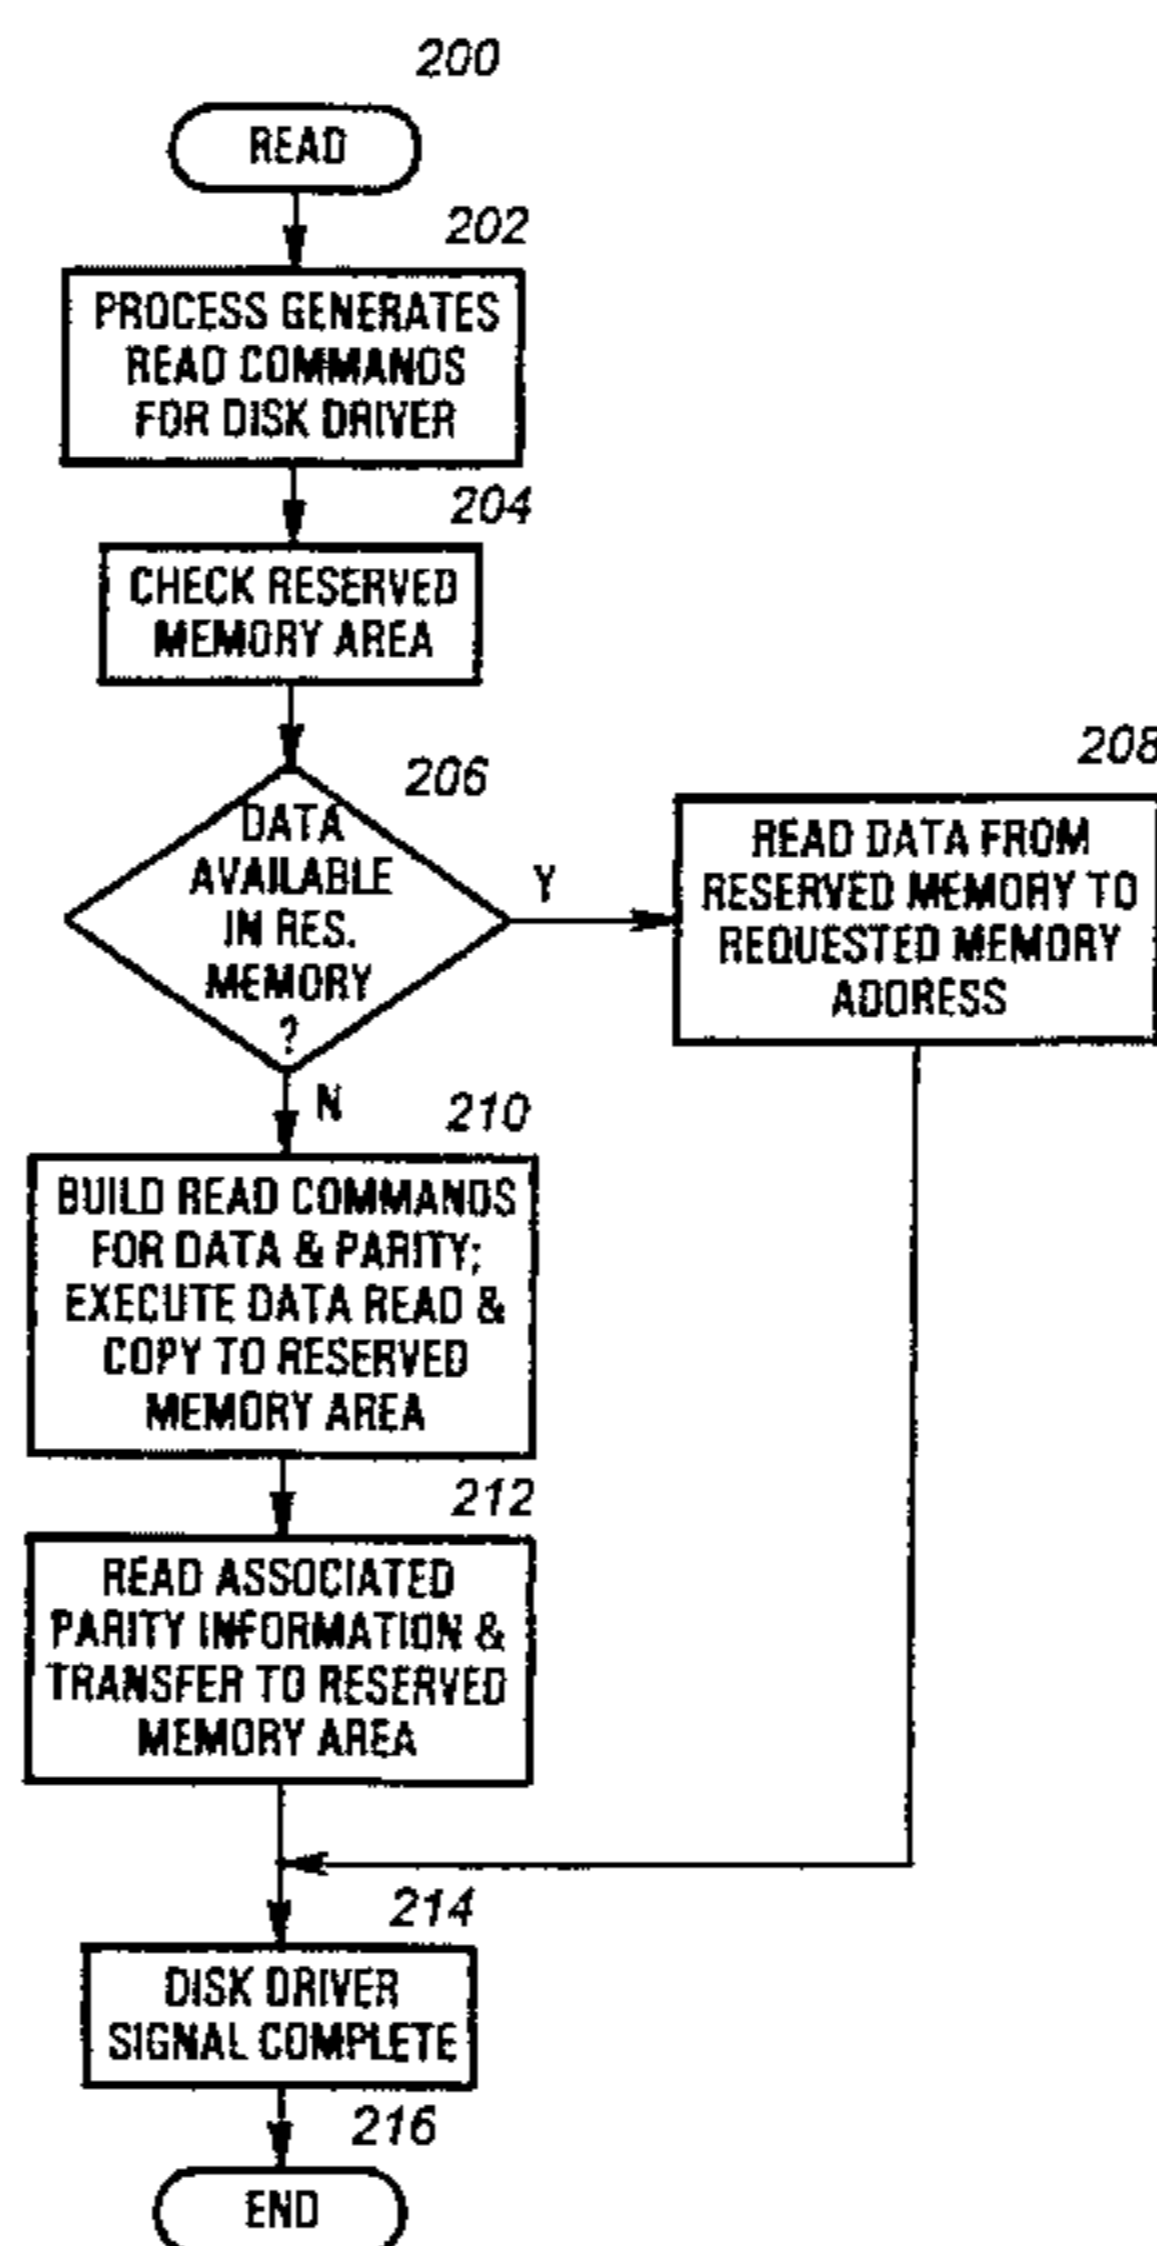 200
READ
202
PROCESS GENERATES
READ COMMANDS
FOR DISK DRIVER
204
CHECK RESERVED
MEMORY AREA
206
DATA
AVAILABLE
IN RES.
MEMORY
?
Y
208
READ DATA FROM
RESERVED MEMORY TO
REQUESTED MEMORY
ADDRESS
N
210
BUILD READ COMMANDS
FOR DATA & PARITY;
EXECUTE DATA READ &
COPY TO RESERVED
MEMORY AREA
212
READ ASSOCIATED
PARITY INFORMATION &
TRANSFER TO RESERVED
MEMORY AREA
214
DISK DRIVER
SIGNAL COMPLETE
216
END